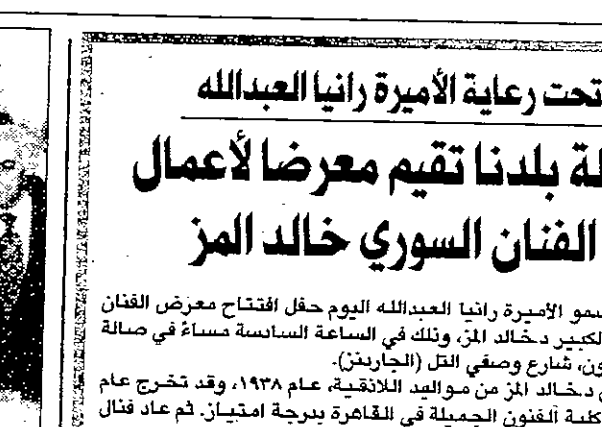 تحت رعاية الأميرة رانيا العبدالله
بلدنا تقيم معرضا لأعمال
الفنان السوري خالد المز
سمو الأميرة رانيا العبدالله اليوم حفل افتتاح معرض الفنان
الكبير د.خالد المز، وذلك في الساعة السادسة مساءً في صالة
شارع وصفي التل (الجاردنز).
د.خالد المز من مواليد اللاذقية، عام ١٩٣٨، وقد تخرج عام
كلية الفنون الجميلة في القاهرة بدرجة امتياز. ثم عاد فنال